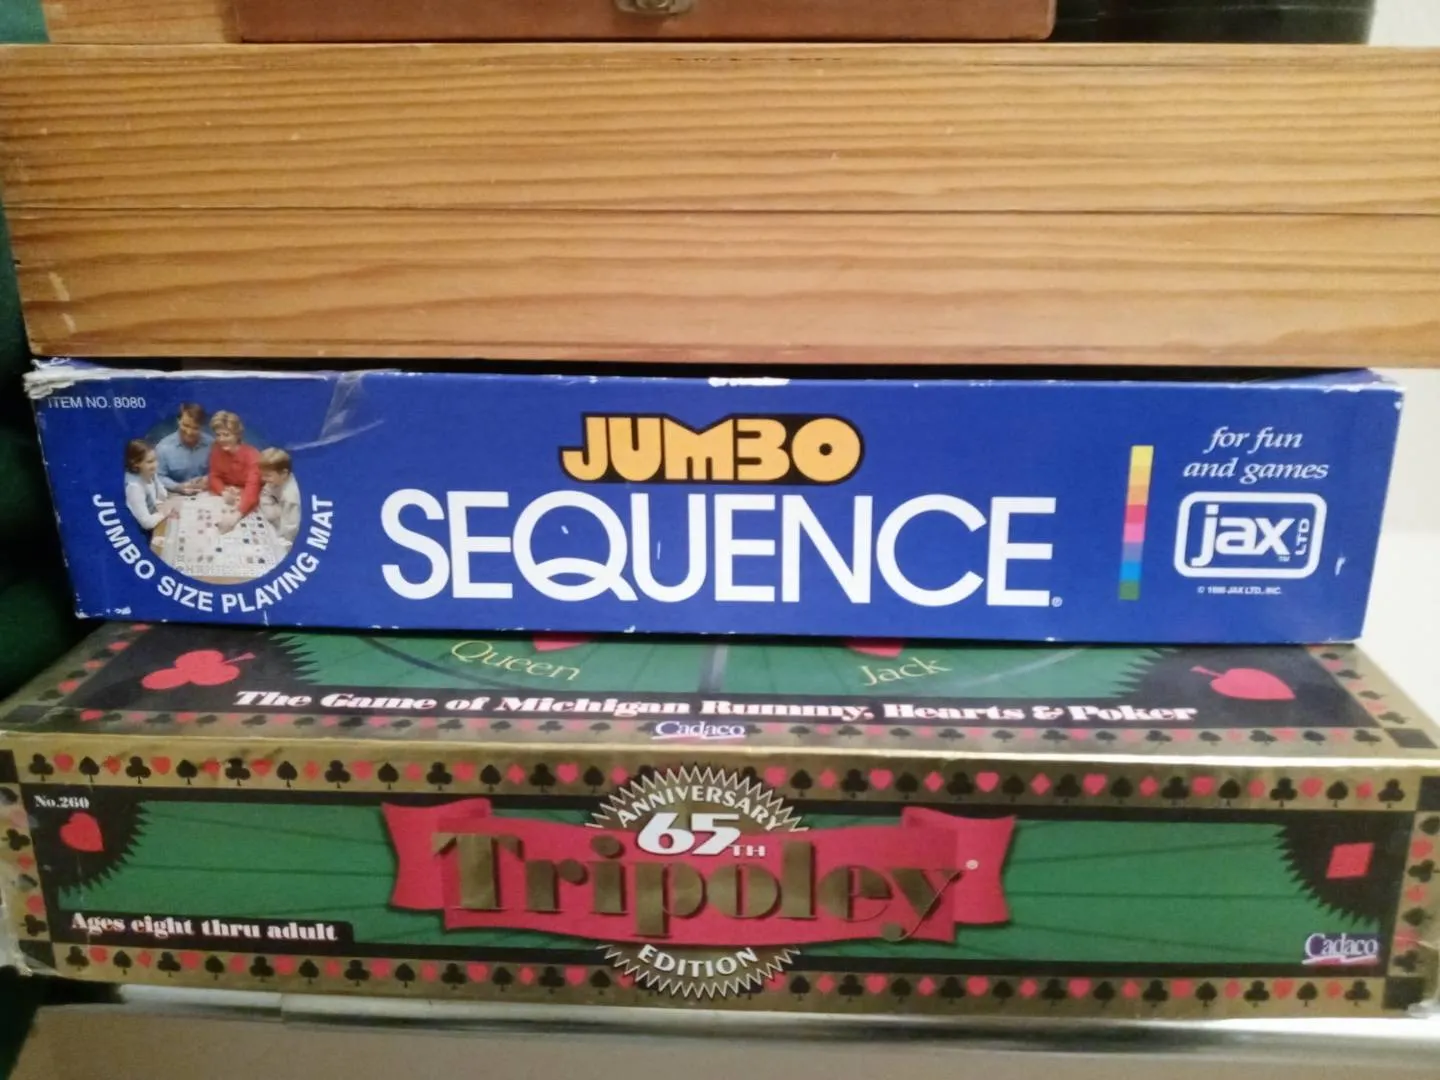 ITEM NO. 8080
JUMBO SIZE PLAYING MAT
JUMBO
SEQUENCE®
for fun
and games
jax™ LTD
Queen
Jack
The Game of Michigan Rummy, Hearts & Poker
Cadaco
No.260
ANNIVERSARY
65TH
Tripoley®
EDITION
Ages eight thru adult
Cadaco